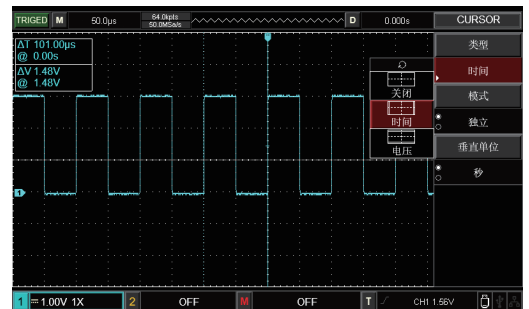 TRIGED M 50.0μs 64.0kpts D 0.000s CURSOR
50.0MSa/s
ΔT 101.00μs
@ 0.00s
ΔV 1.48V
@ 1.48V
类型
时间
模式
独立
垂直单位
秒
关闭
时间
电压
1
1 1.00V 1X 2 OFF M OFF T CH1 1.56V